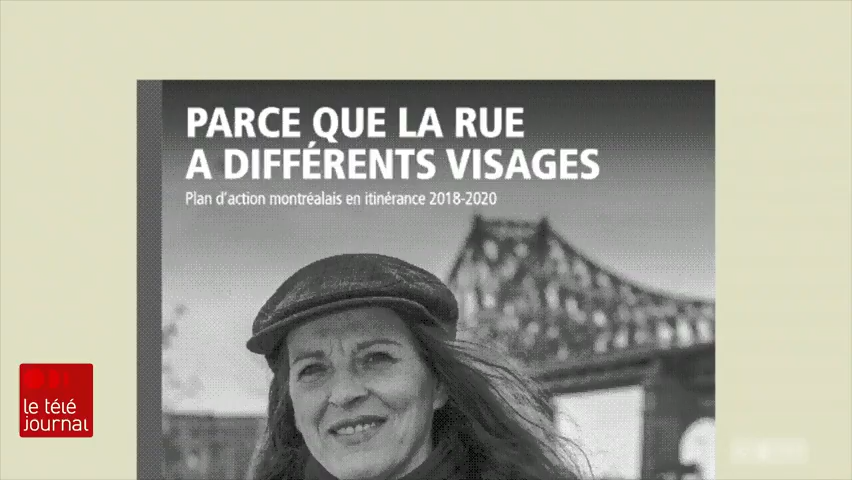 PARCE QUE LA RUE
A DIFFÉRENTS VISAGES
Plan d'action montréalais en itinérance 2018-2020
le télé
journal